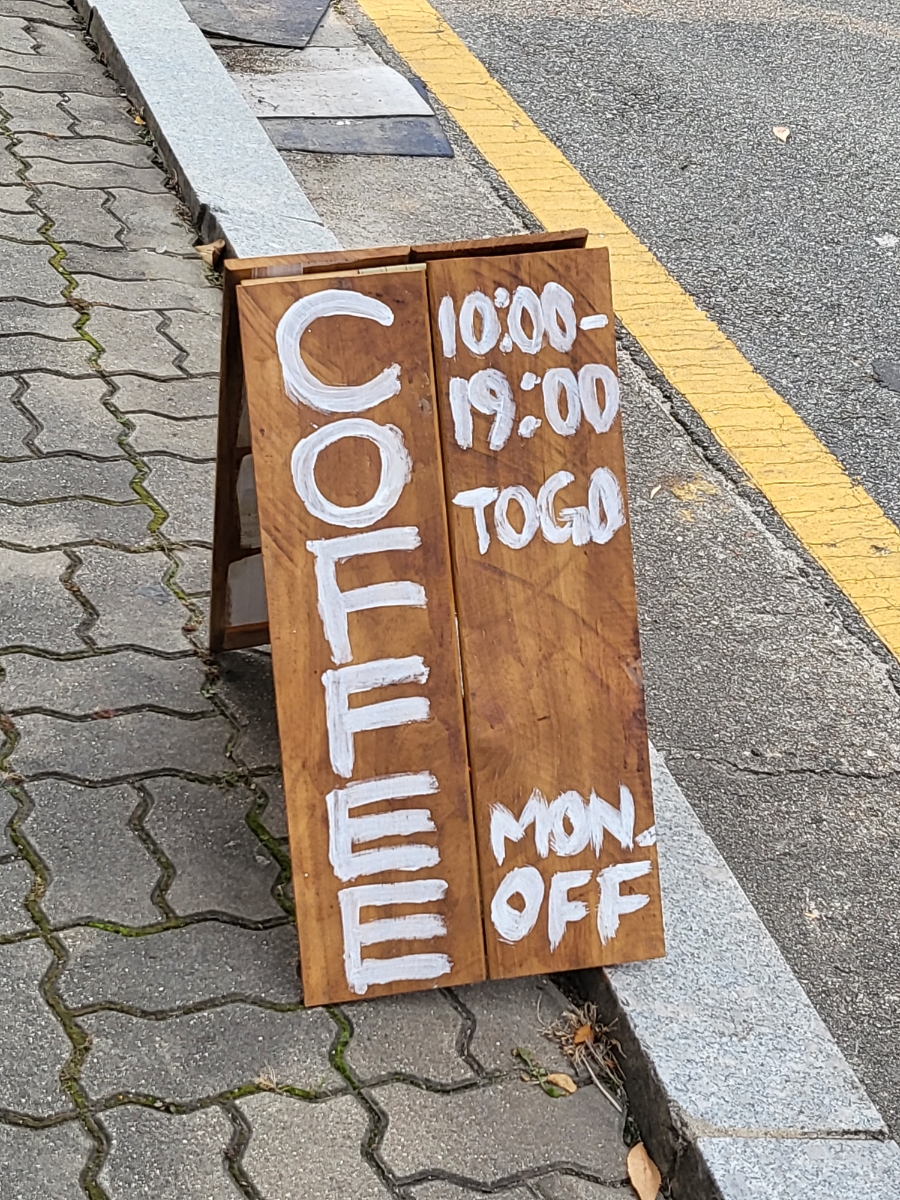 COFFEE
10:00-
19:00
TOGO
MON-
OFF